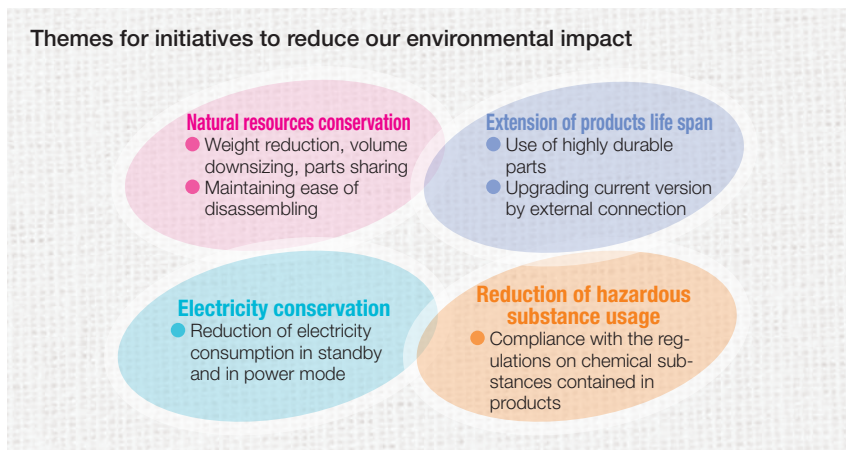 Themes for initiatives to reduce our environmental impact
Natural resources conservation
● Weight reduction, volume
downsizing, parts sharing
● Maintaining ease of
disassembling
Extension of products life span
● Use of highly durable
parts
● Upgrading current version
by external connection
Electricity conservation
● Reduction of electricity
consumption in standby
and in power mode
Reduction of hazardous
substance usage
● Compliance with the reg-
ulations on chemical sub-
stances contained in
products